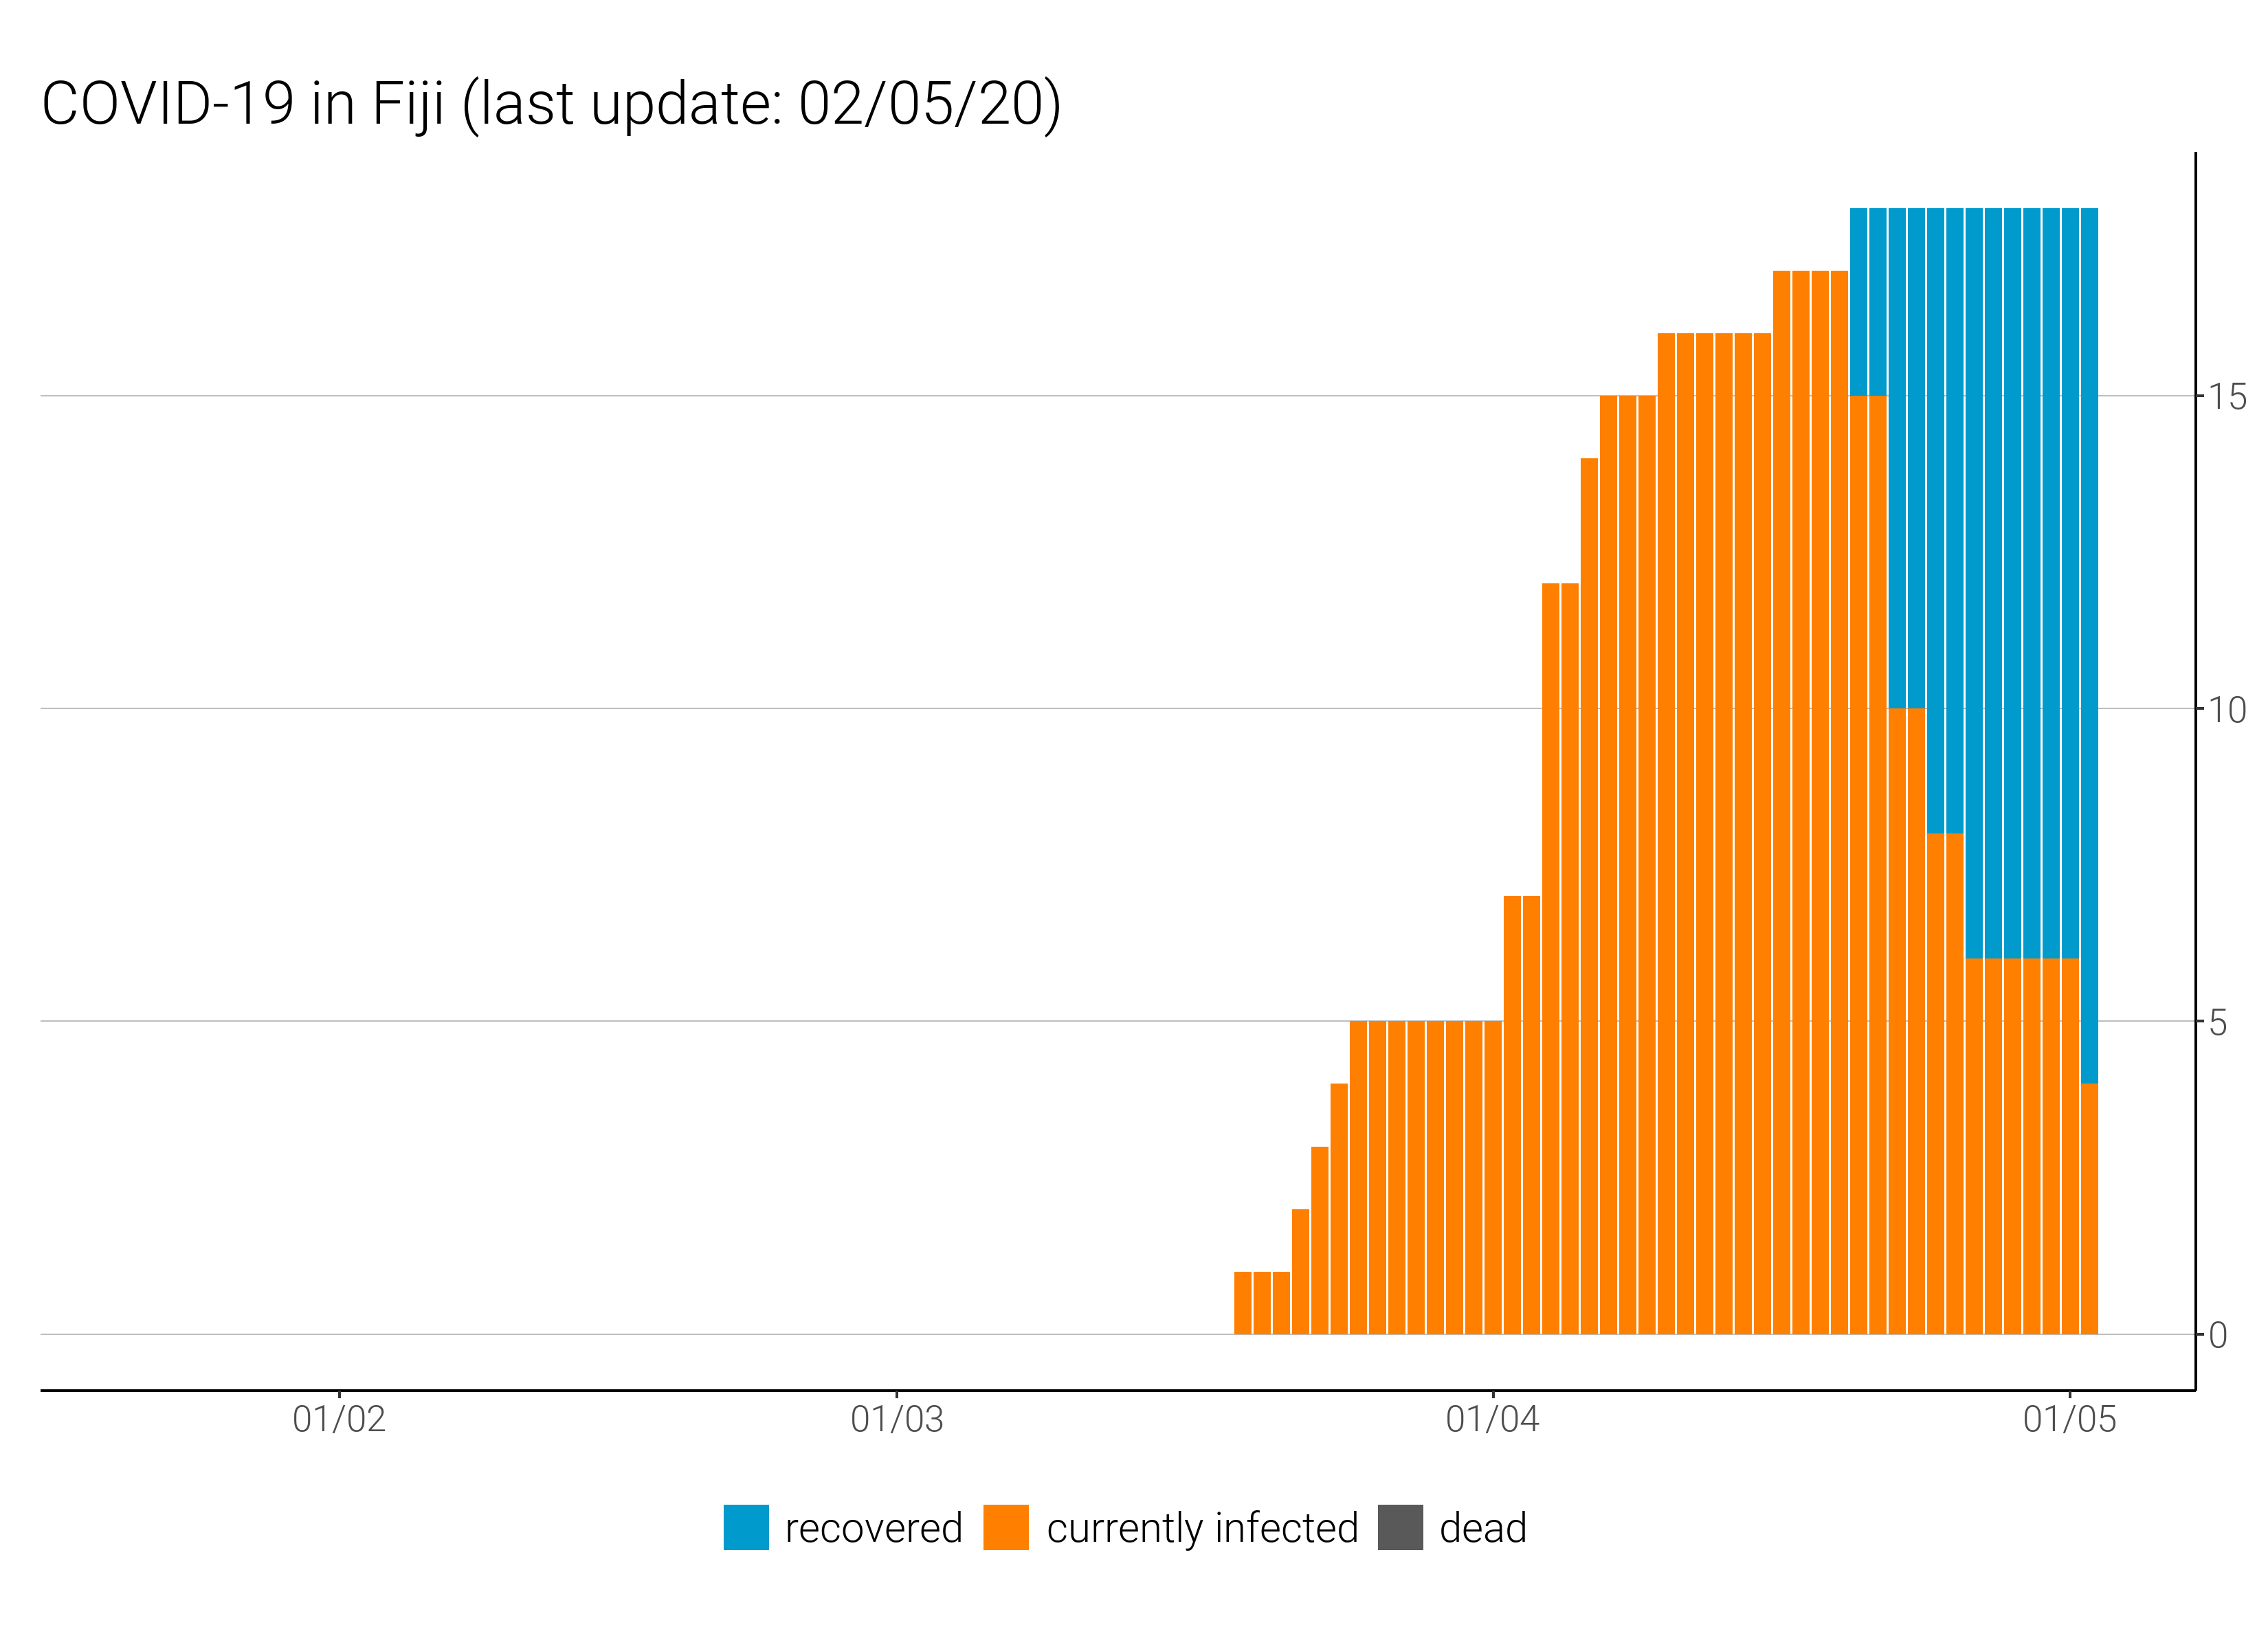 COVID-19 in Fiji (last update: 02/05/20)
15
10
5
0
01/02 01/03 01/04 01/05
recovered currently infected dead